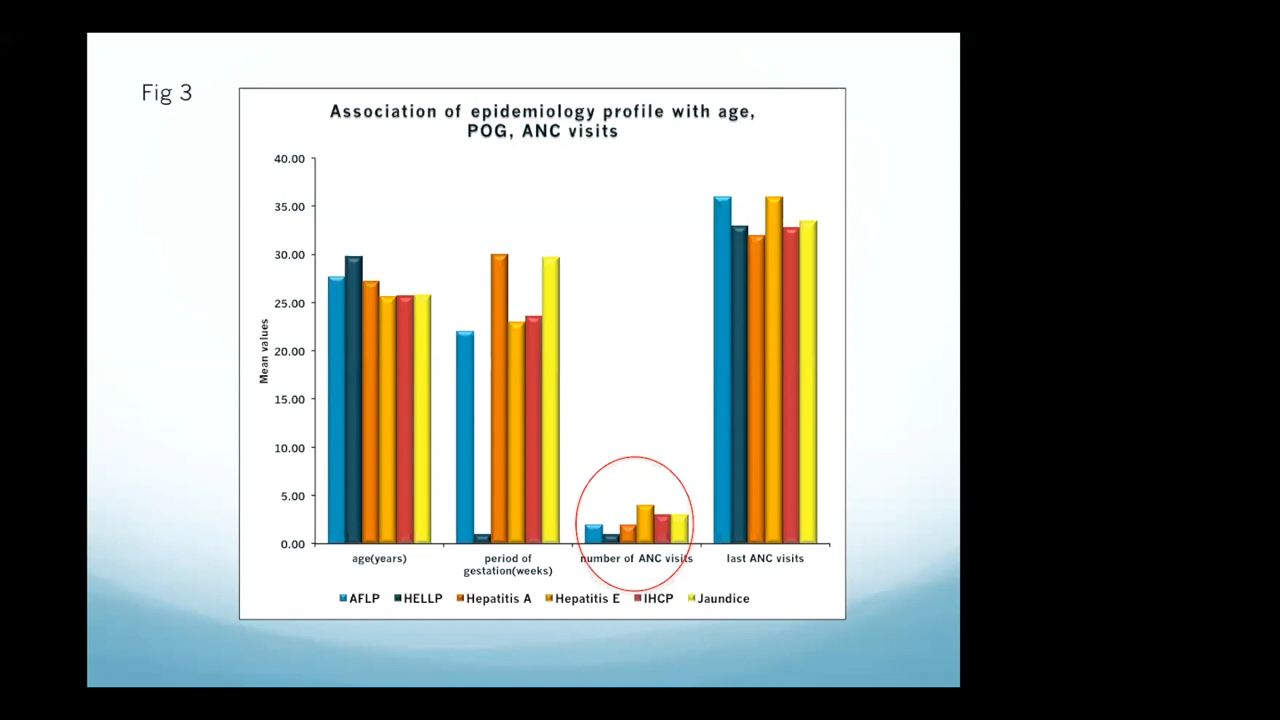 Fig 3
Association of epidemiology profile with age,
POG, ANC visits
40.00
35.00
30.00
25.00
20.00
15.00
10.00
5.00
0.00
Mean values
age(years)
period of
gestation(weeks)
number of ANC visits
last ANC visits
AFLP HELLP Hepatitis A Hepatitis E IHCP Jaundice